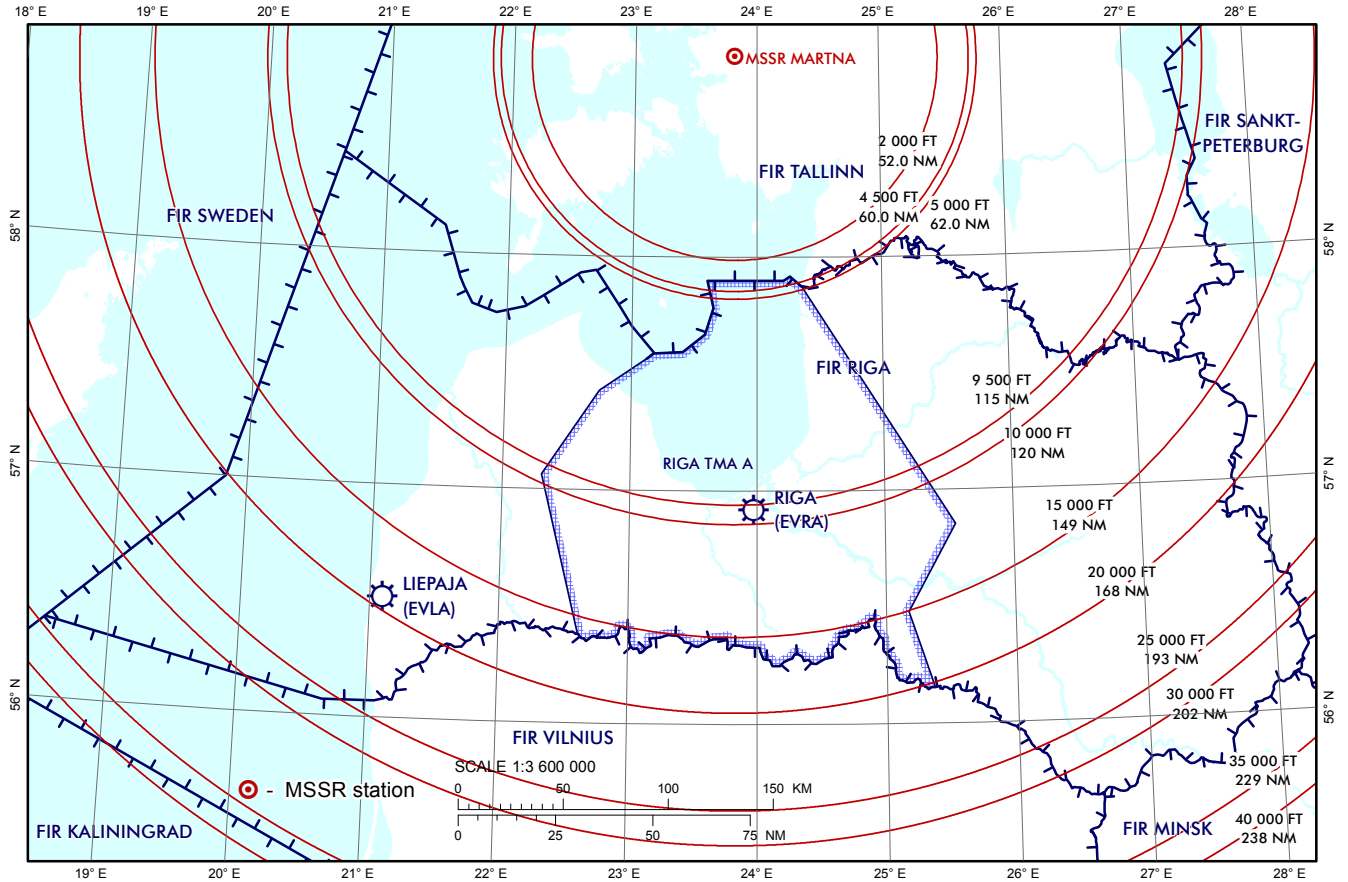 18° E 19° E 20° E 21° E 22° E 23° E 24° E 25° E 26° E 27° E 28° E
MSSR MARTNA
FIR SANKT-
PETERBURG
2 000 FT
52.0 NM
FIR TALLINN
4 500 FT
60.0 NM
5 000 FT
62.0 NM
FIR SWEDEN
58° N
58° N
FIR RIGA
9 500 FT
115 NM
10 000 FT
120 NM
57° N
57° N
RIGA TMA A
RIGA
(EVRA)
15 000 FT
149 NM
LIEPAJA
(EVLA)
20 000 FT
168 NM
25 000 FT
193 NM
56° N
56° N
30 000 FT
202 NM
FIR VILNIUS
SCALE 1:3 600 000
35 000 FT
229 NM
0 50 100 150 KM
- MSSR station
0 25 50 75 NM
FIR KALININGRAD
FIR MINSK
40 000 FT
238 NM
19° E 20° E 21° E 22° E 23° E 24° E 25° E 26° E 27° E 28° E